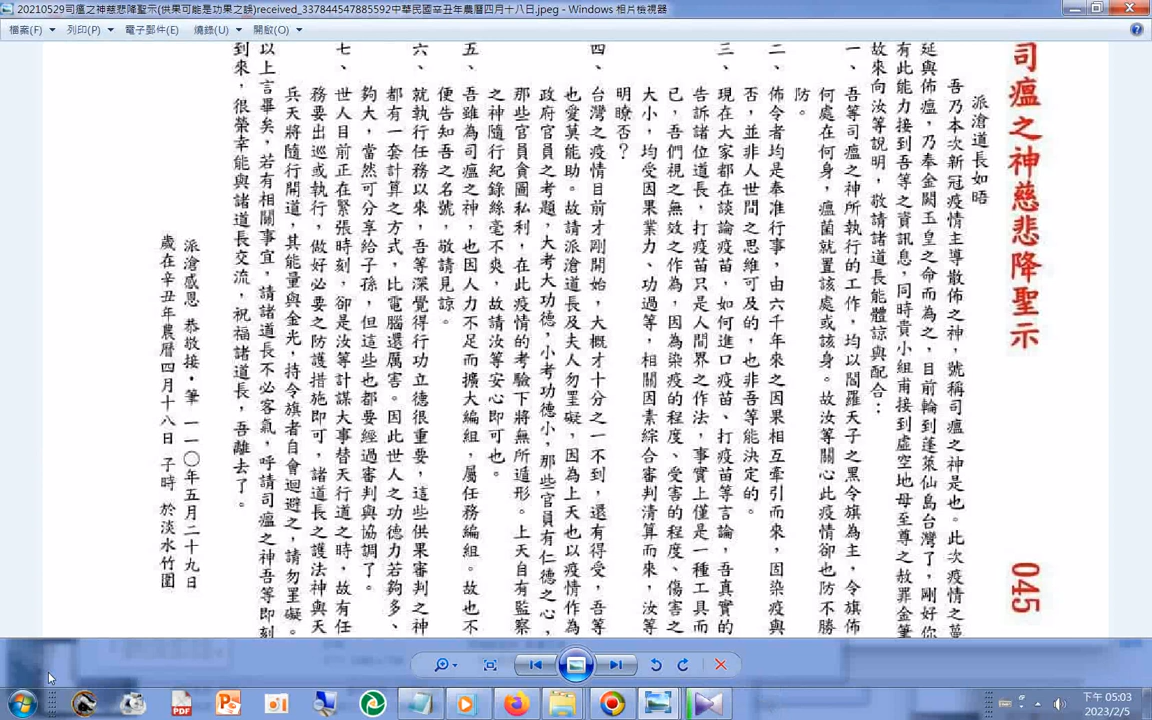 20210529司瘟之神慈悲降聖示(供果可能是功果之誤)received_337844547885592中華民國辛丑年農曆四月十八日.jpeg - Windows 相片檢視器
檔案(F) 列印(P) 電子郵件(E) 燒錄(U) 開啟(O)
司瘟之神慈悲降聖示 045
派滄道長如晤
吾乃本次新冠疫情主導散佈之神，號稱司瘟之神是也。此次疫情之蔓
延與佈瘟，乃奉金闕玉皇之命而為之，目前輪到蓬萊仙島台灣了，剛好你
有此能力接到吾等之資訊息，同時貴小組甫接到虛空地母至尊之赦罪金筆
故來向汝等說明，敬請諸道長能體諒與配合：
一、吾等司瘟之神所執行的工作，均以閻羅天子之黑令旗為主，令旗佈
何處在何身，瘟菌就置該處或該身。故汝等關心此疫情卻也防不勝
防。
二、佈令者均是奉准行事，由六千年來之因果相互牽引而來，因染疫與
否，並非人世間之思維可及的，也非吾等能決定的。
三、現在大家都在談論疫苗，如何進口疫苗、打疫苗等言論，吾真實的
告訴諸位道長，打疫苗只是人間界之作法，事實上僅是一種工具而
已，吾們視之無效之作為，因為染疫的程度、受害的程度、傷害之
大小，均受因果業力、功過等，相關因素綜合審判清算而來，汝等
明瞭否？
四、台灣之疫情目前才剛開始，大概才十分之一不到，還有得受，吾等
也愛莫能助。故請派滄道長及夫人勿罣礙，因為上天也以疫情作為
政府官員之考題，大考大功德，小考功德小，那些官員有仁德之心，
那些官員貪圖私利，在此疫情的考驗下將無所遁形。上天自有監察
之神隨行紀錄絲毫不爽，故請汝等安心即可也。
五、吾雖為司瘟之神，也因人力不足而擴大編組，屬任務編組。故也不
便告知吾之名號，敬請見諒。
六、就執行任務以來，吾等深覺得行功立德很重要，這些供果審判之神
都有一套計算之方式，比電腦還厲害。因此世人之功德力若夠多、
夠大，當然可分享給子孫，但這些也都要經過審判與協調了。
七、世人目前正在緊張時刻，卻是汝等計謀大事替天行道之時，故有任
務要出巡或執行，做好必要之防護措施即可，諸道長之護法神與天
兵天將隨行開道，其能量與金光，持令旗者自會迴避之，請勿罣礙。
以上言畢矣，若有相關事宜，請諸道長不必客氣，呼請司瘟之神吾等即刻
到來，很榮幸能與諸道長交流，祝福諸道長，吾離去了。
派滄感恩 恭敬接．筆 一一〇年五月二十九日
歲在辛丑年農曆四月十八日 子時 於淡水竹圍
下午 05:03
2023/2/5